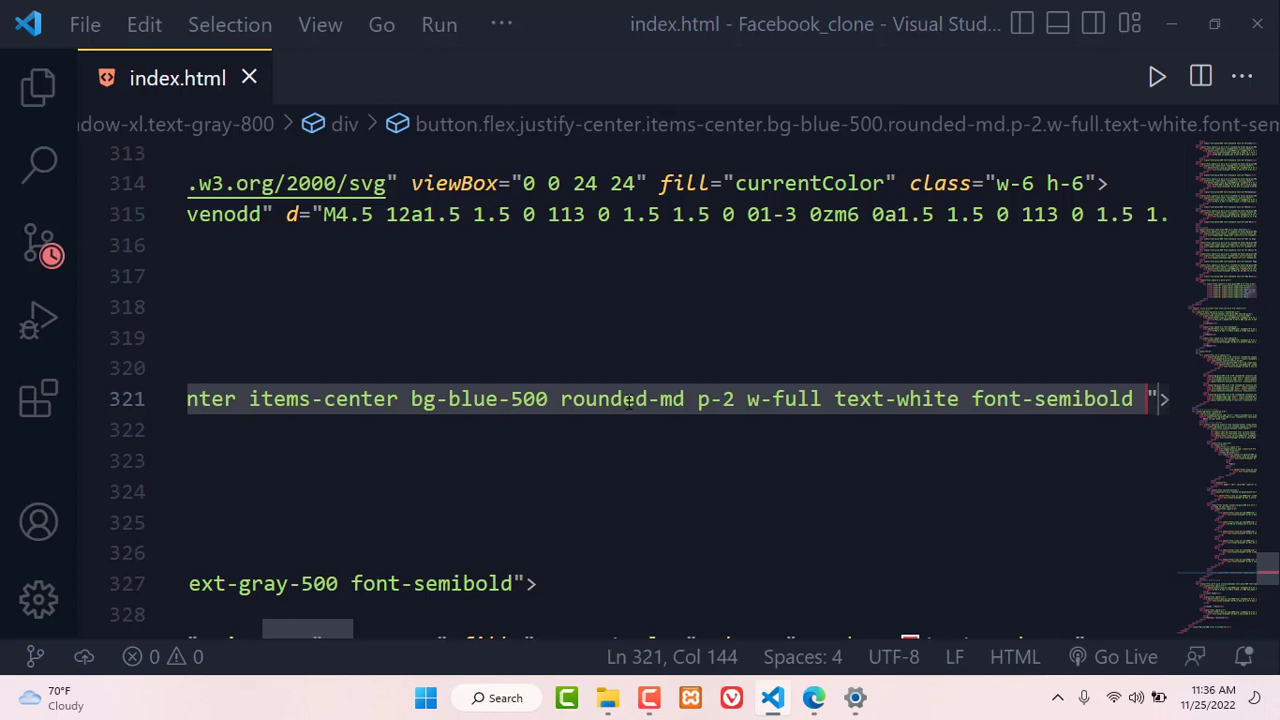 File Edit Selection View Go Run ··· index.html - Facebook_clone - Visual Stud...
index.html
ndow-xl.text-gray-800 > div > button.flex.justify-center.items-center.bg-blue-500.rounded-md.p-2.w-full.text-white.font-sem
313
314 .w3.org/2000/svg" viewBox="0 0 24 24" fill="currentColor" class="w-6 h-6">
315 venodd" d="M4.5 12a1.5 1.5 0 113 0 1.5 1.5 0 01-3 0zm6 0a1.5 1.5 0 113 0 1.5 1.
316
317
318
319
320
321 nter items-center bg-blue-500 rounded-md p-2 w-full text-white font-semibold ">
322
323
324
325
326
327 ext-gray-500 font-semibold">
328
0 0 Ln 321, Col 144 Spaces: 4 UTF-8 LF HTML Go Live
70°F
Cloudy
Search
11:36 AM
11/25/2022